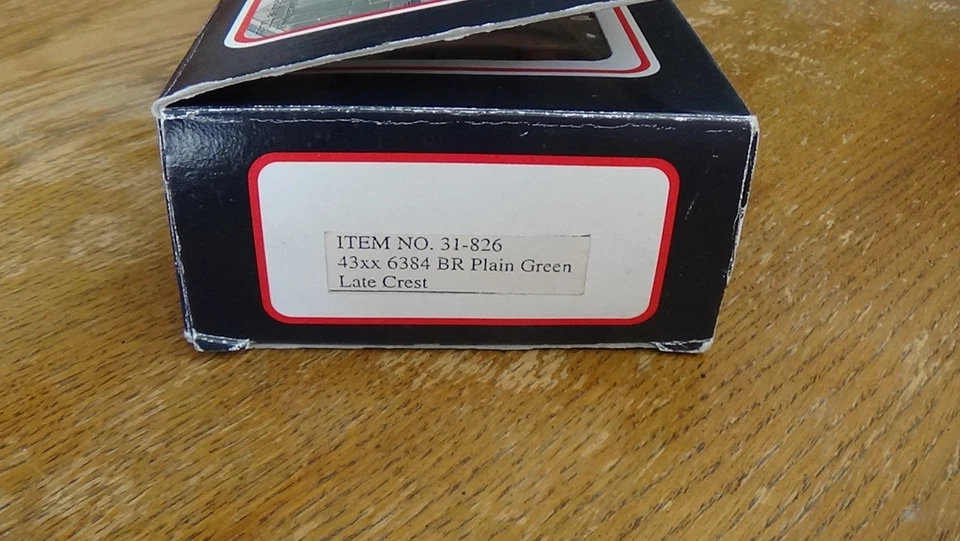 ITEM NO. 31-826
43xx 6384 BR Plain Green
Late Crest